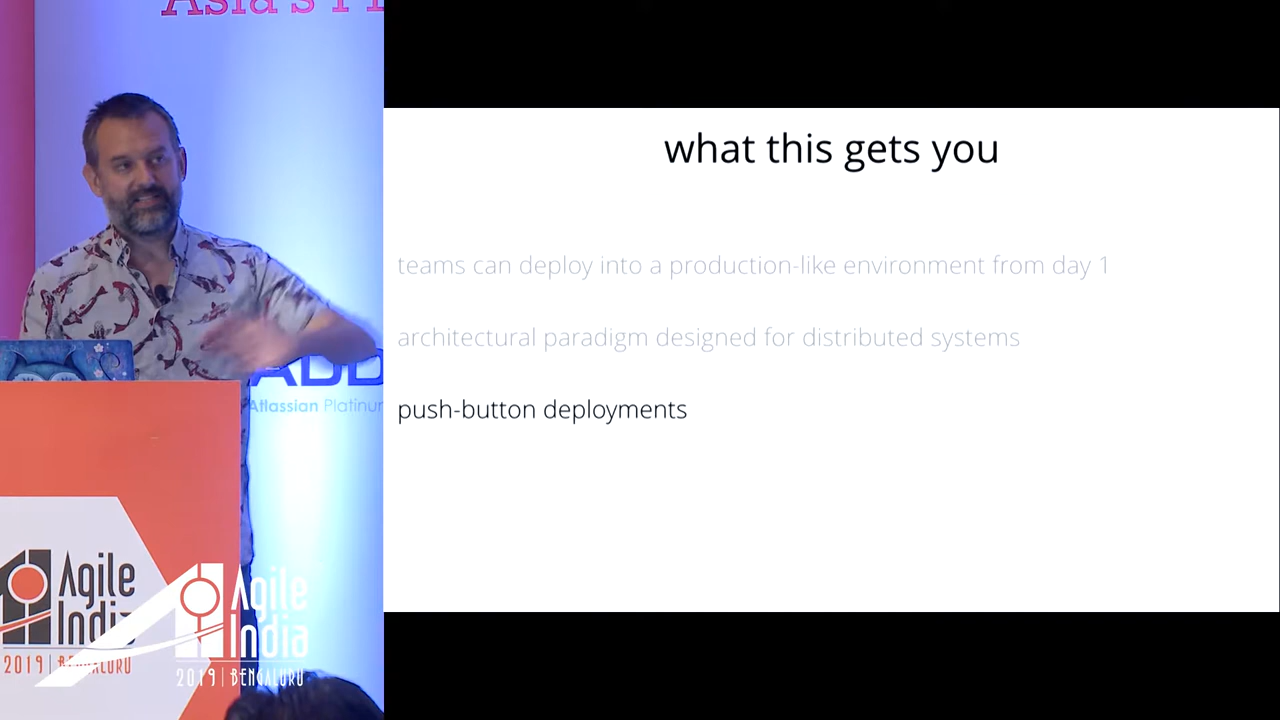 Asia's
what this gets you
teams can deploy into a production-like environment from day 1
architectural paradigm designed for distributed systems
push-button deployments
Atlassian Platinum
Agile
India
2019 | BENGALURU
Agile
India
2019 | BENGALURU